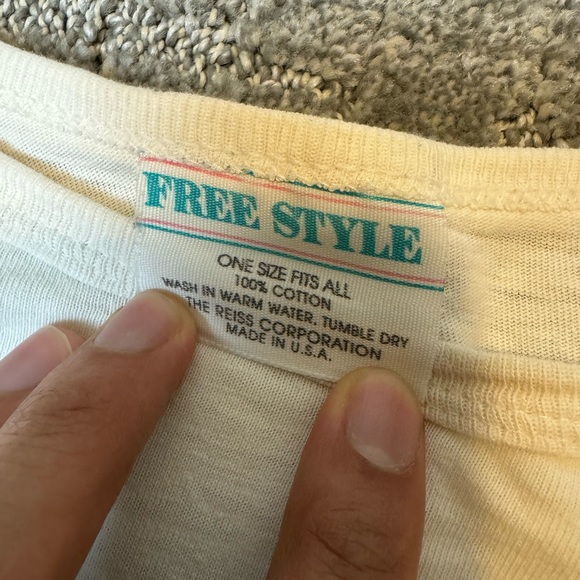 FREE STYLE
ONE SIZE FITS ALL
100% COTTON
WASH IN WARM WATER. TUMBLE DRY
THE REISS CORPORATION
MADE IN U.S.A.